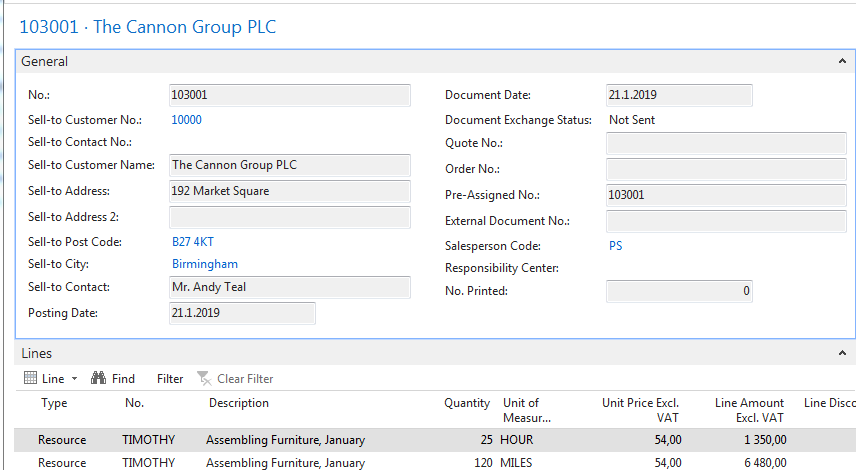 103001 · The Cannon Group PLC
General
No.: 103001
Sell-to Customer No.: 10000
Sell-to Contact No.:
Sell-to Customer Name: The Cannon Group PLC
Sell-to Address: 192 Market Square
Sell-to Address 2:
Sell-to Post Code: B27 4KT
Sell-to City: Birmingham
Sell-to Contact: Mr. Andy Teal
Posting Date: 21.1.2019
Document Date: 21.1.2019
Document Exchange Status: Not Sent
Quote No.:
Order No.:
Pre-Assigned No.: 103001
External Document No.:
Salesperson Code: PS
Responsibility Center:
No. Printed: 0
Lines
Line Find Filter Clear Filter
Type No. Description Quantity Unit of Unit Price Excl. Line Amount Line Disco
Measur... VAT Excl. VAT
Resource TIMOTHY Assembling Furniture, January 25 HOUR 54,00 1 350,00
Resource TIMOTHY Assembling Furniture, January 120 MILES 54,00 6 480,00